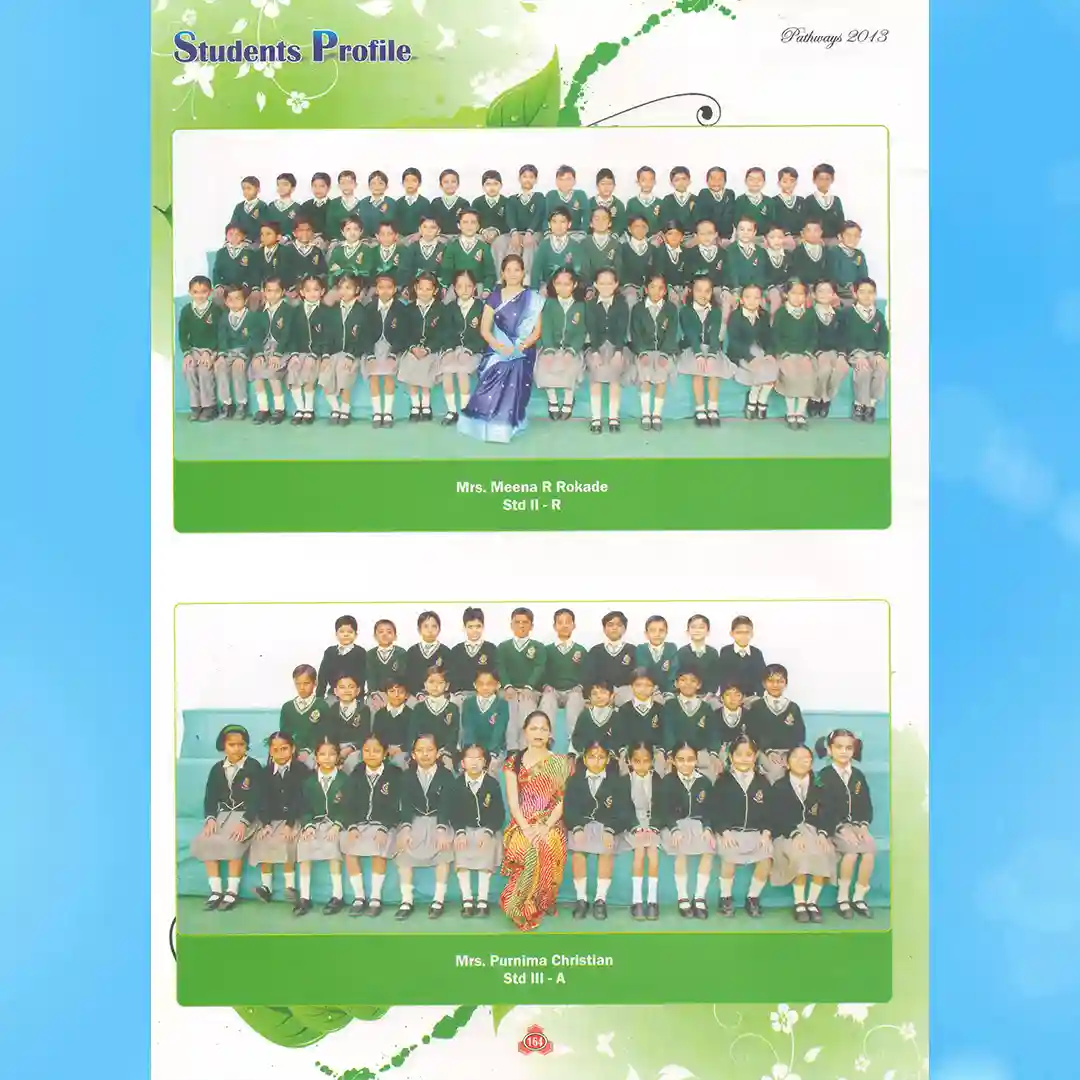 Students Profile
Pathways 2013
Mrs. Meena R Rokade
Std II - R
Mrs. Purnima Christian
Std III - A
164